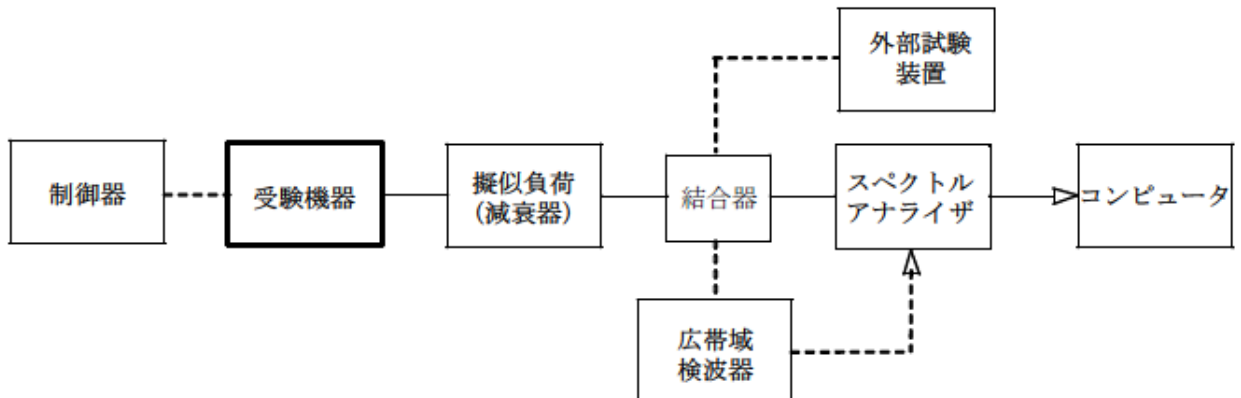 外部試験
装置
制御器
受験機器
擬似負荷
(減衰器)
結合器
スペクトル
アナライザ
コンピュータ
広帯域
検波器